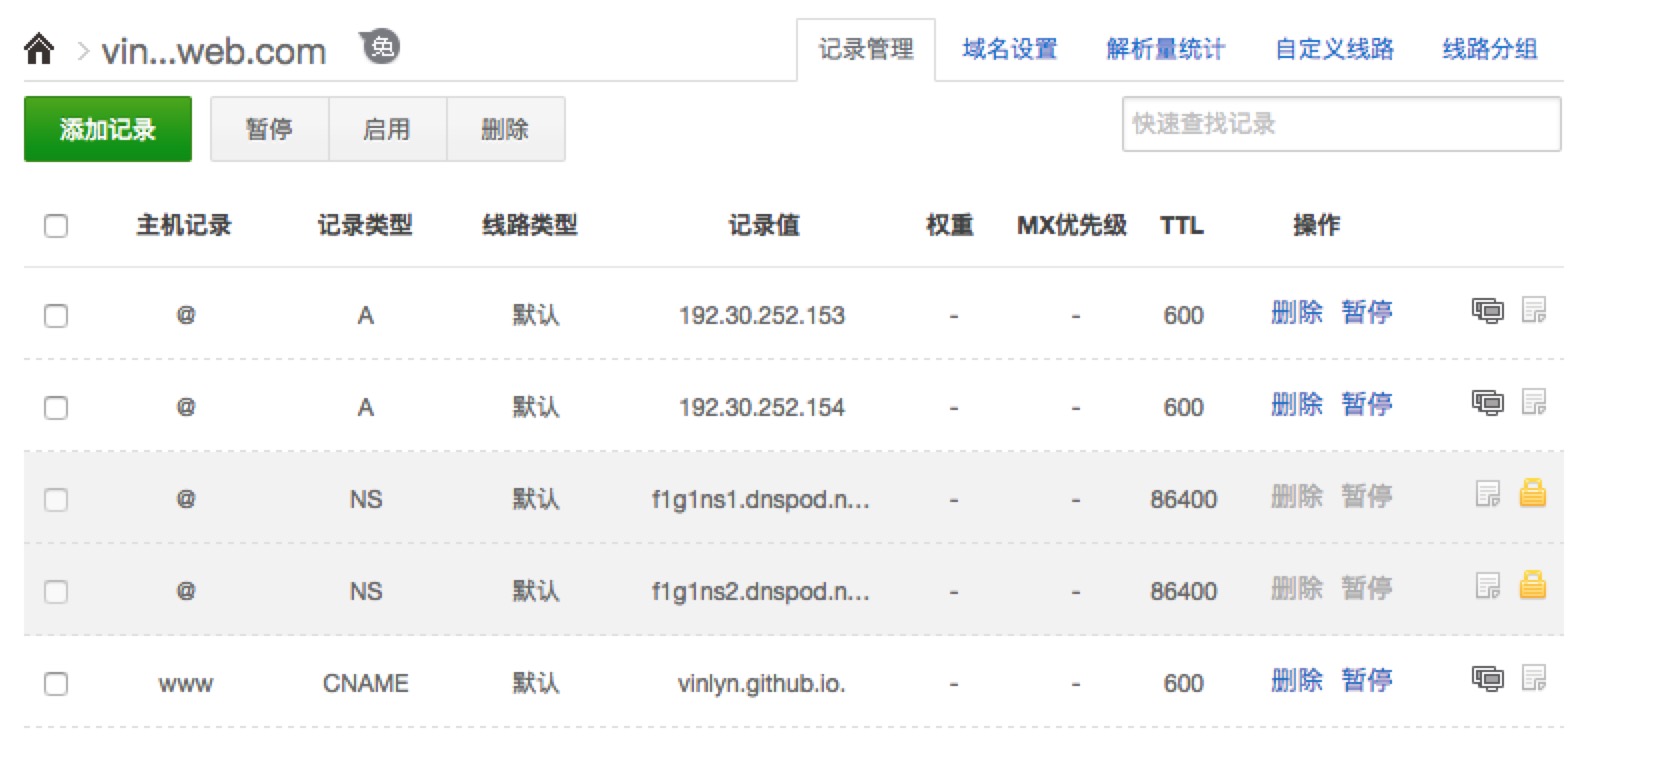 vin...web.com 免 记录管理 域名设置 解析量统计 自定义线路 线路分组
添加记录 暂停 启用 删除 快速查找记录
主机记录 记录类型 线路类型 记录值 权重 MX优先级 TTL 操作
@ A 默认 192.30.252.153 - - 600 删除 暂停
@ A 默认 192.30.252.154 - - 600 删除 暂停
@ NS 默认 f1g1ns1.dnspod.n... - - 86400 删除 暂停
@ NS 默认 f1g1ns2.dnspod.n... - - 86400 删除 暂停
www CNAME 默认 vinlyn.github.io. - - 600 删除 暂停